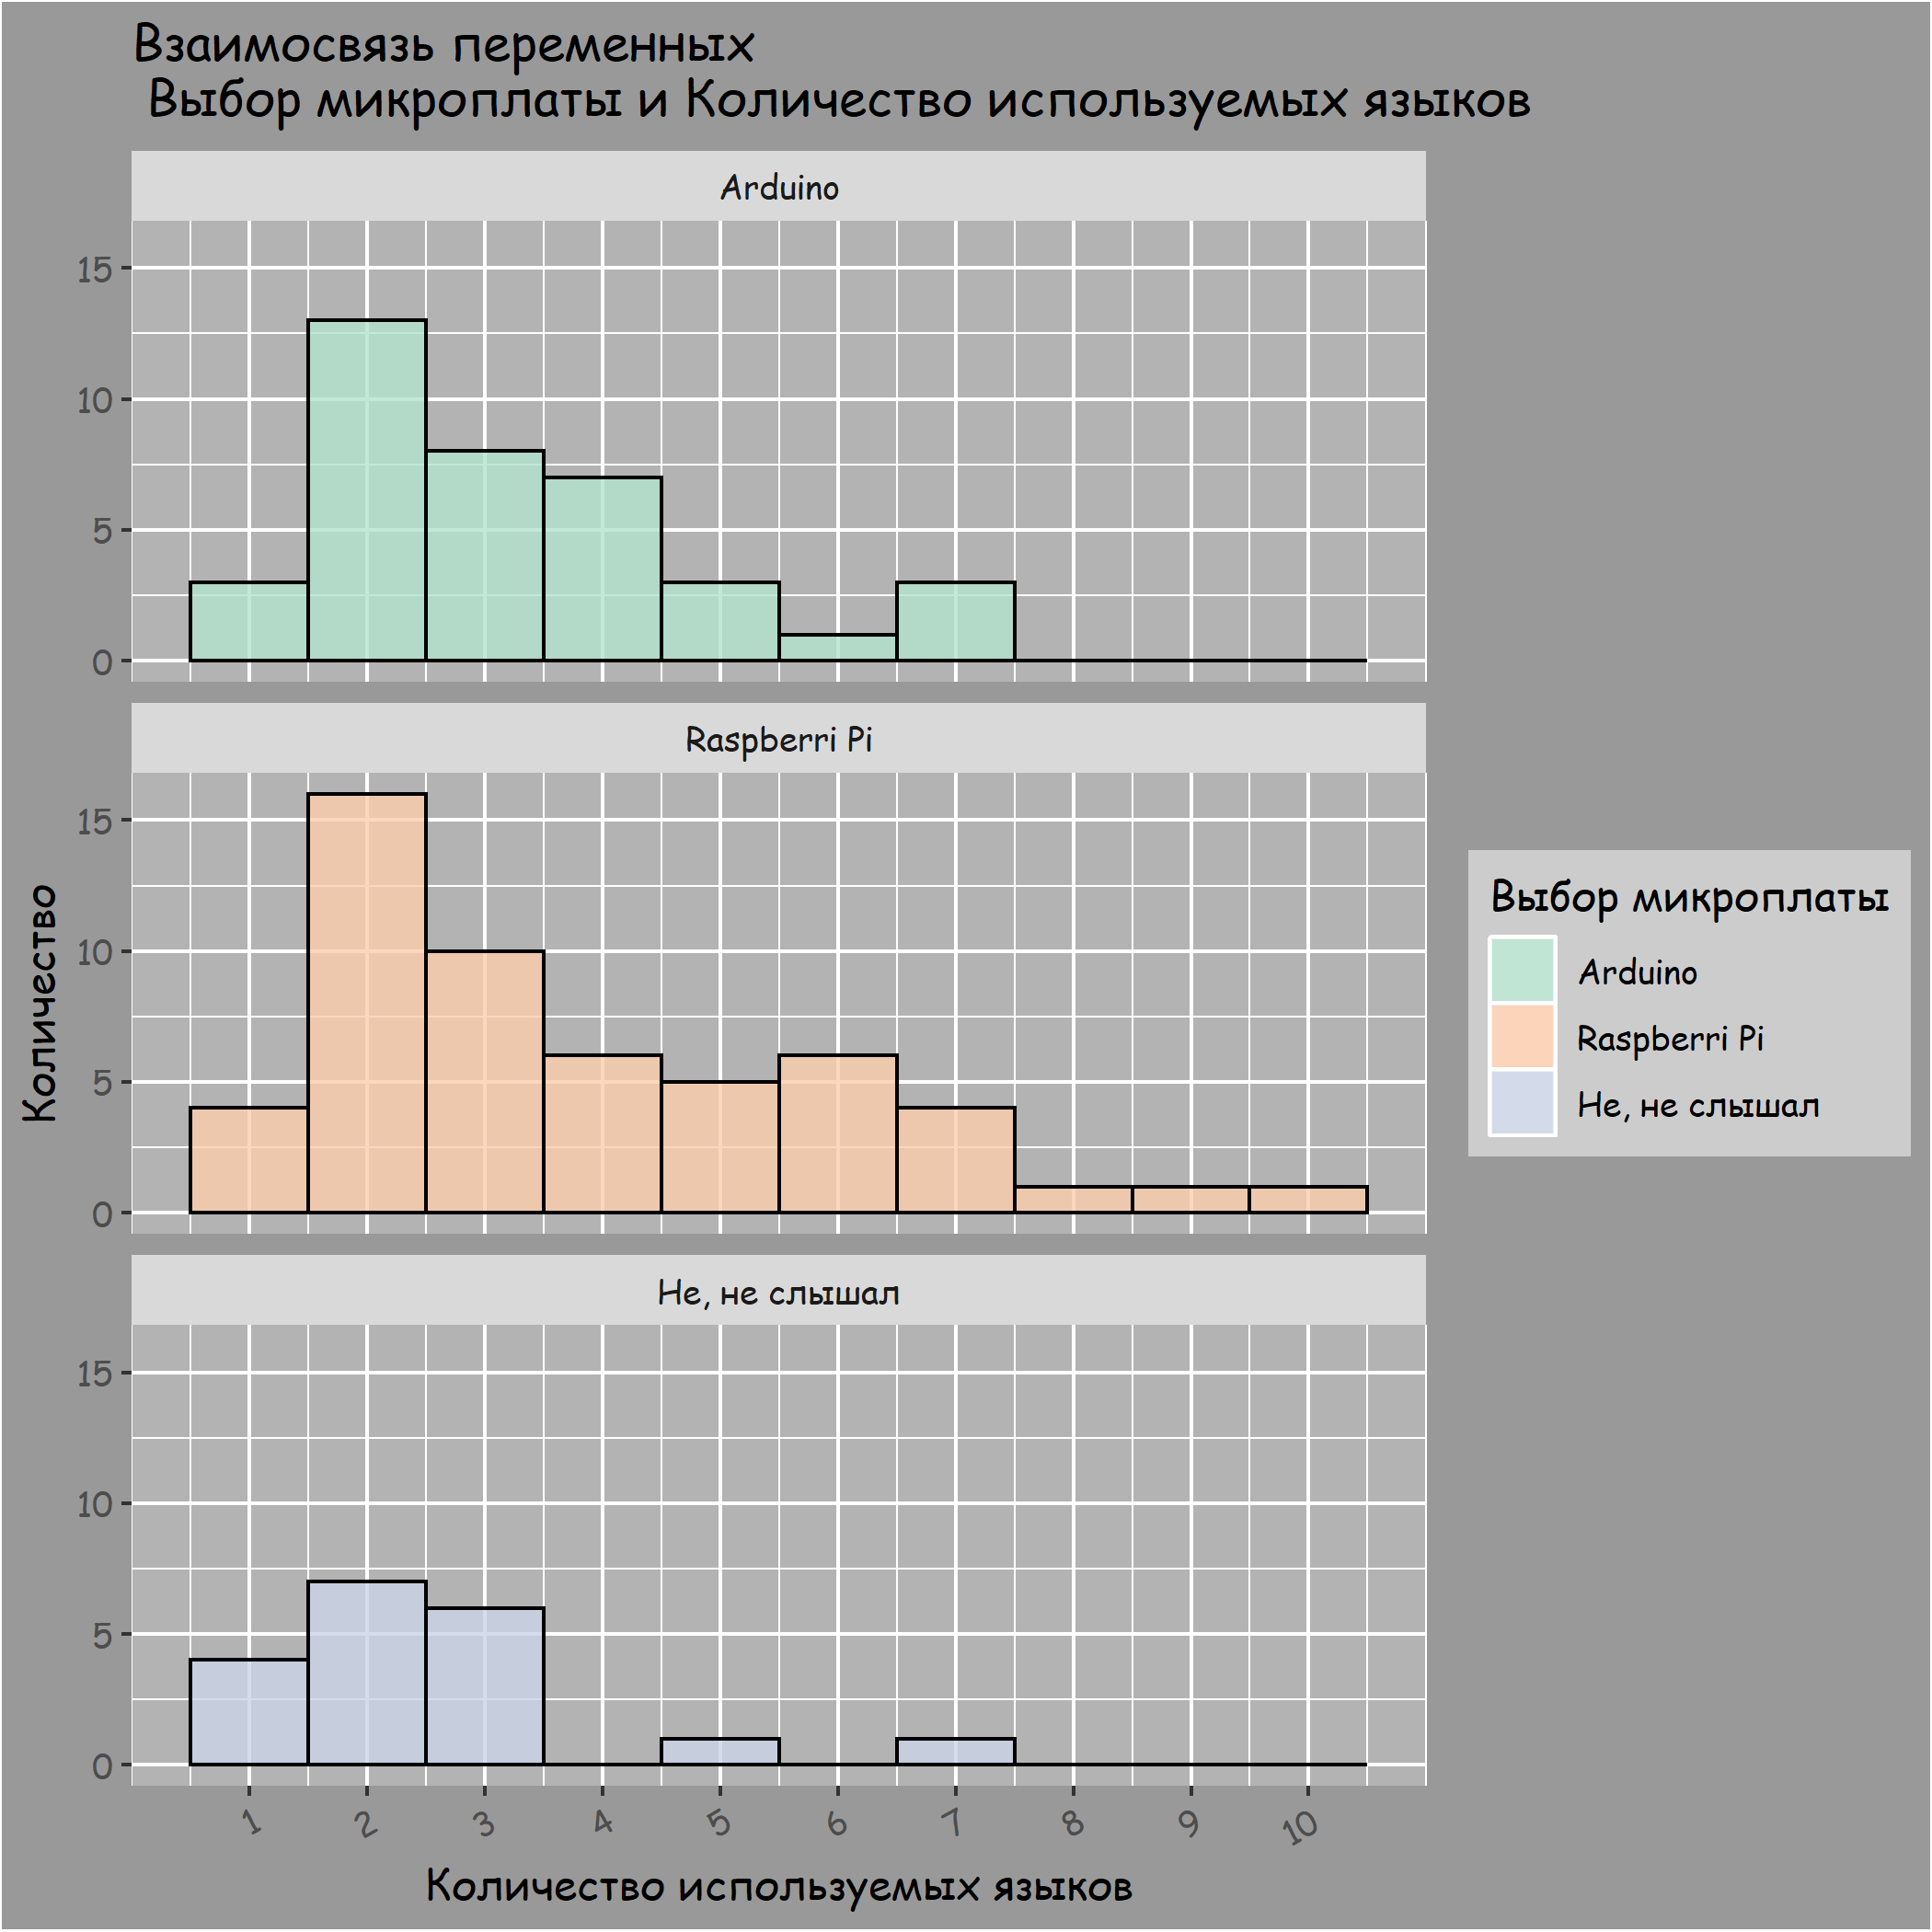 Взаимосвязь переменных
Выбор микроплаты и Количество используемых языков
Arduino
15
10
5
0
Raspberri Pi
15
10
5
0
Не, не слышал
15
10
5
0
1 2 3 4 5 6 7 8 9 10
Количество используемых языков
Количество
Выбор микроплаты
Arduino
Raspberri Pi
Не, не слышал